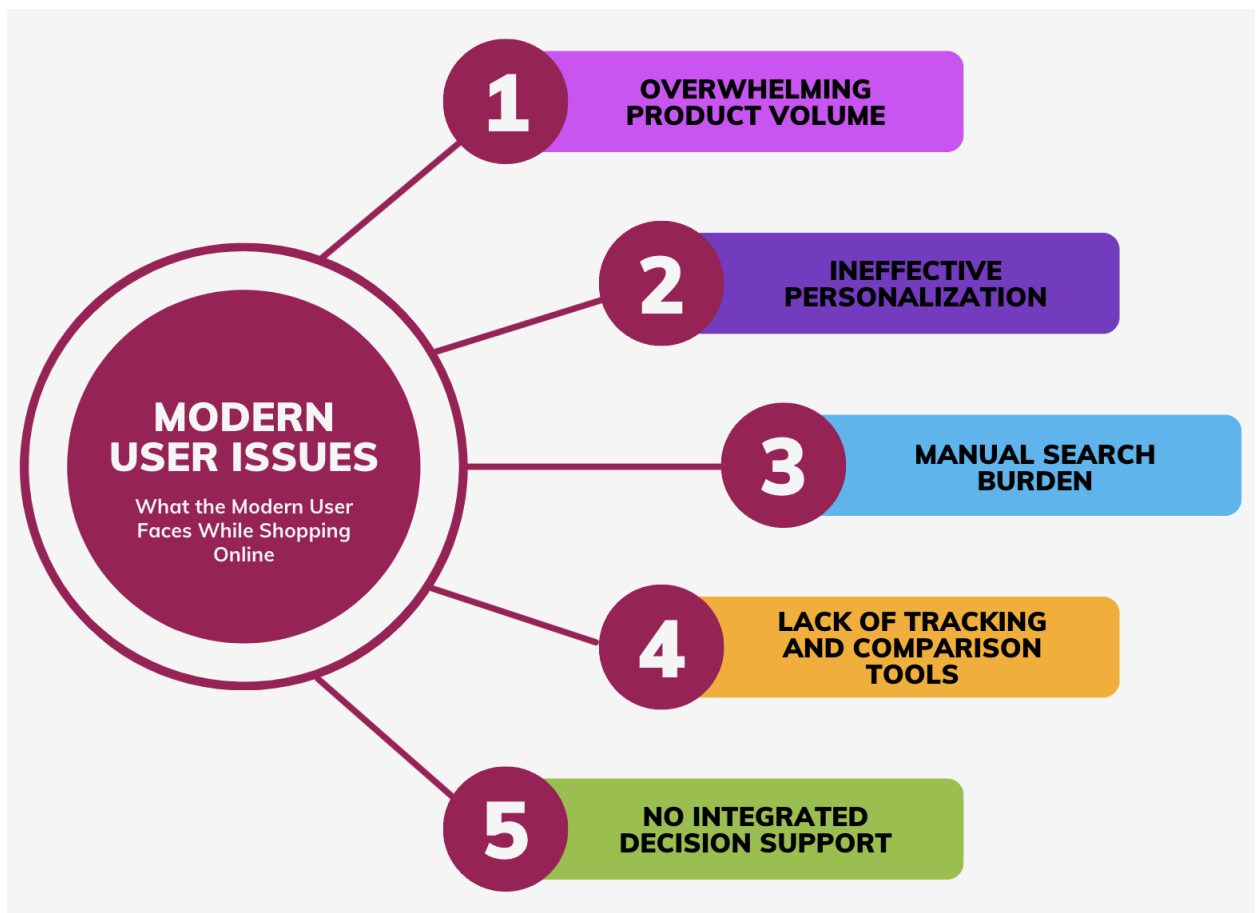 1
OVERWHELMING
PRODUCT VOLUME
2
INEFFECTIVE
PERSONALIZATION
MODERN
USER ISSUES
What the Modern User
Faces While Shopping
Online
3
MANUAL SEARCH
BURDEN
4
LACK OF TRACKING
AND COMPARISON
TOOLS
5
NO INTEGRATED
DECISION SUPPORT